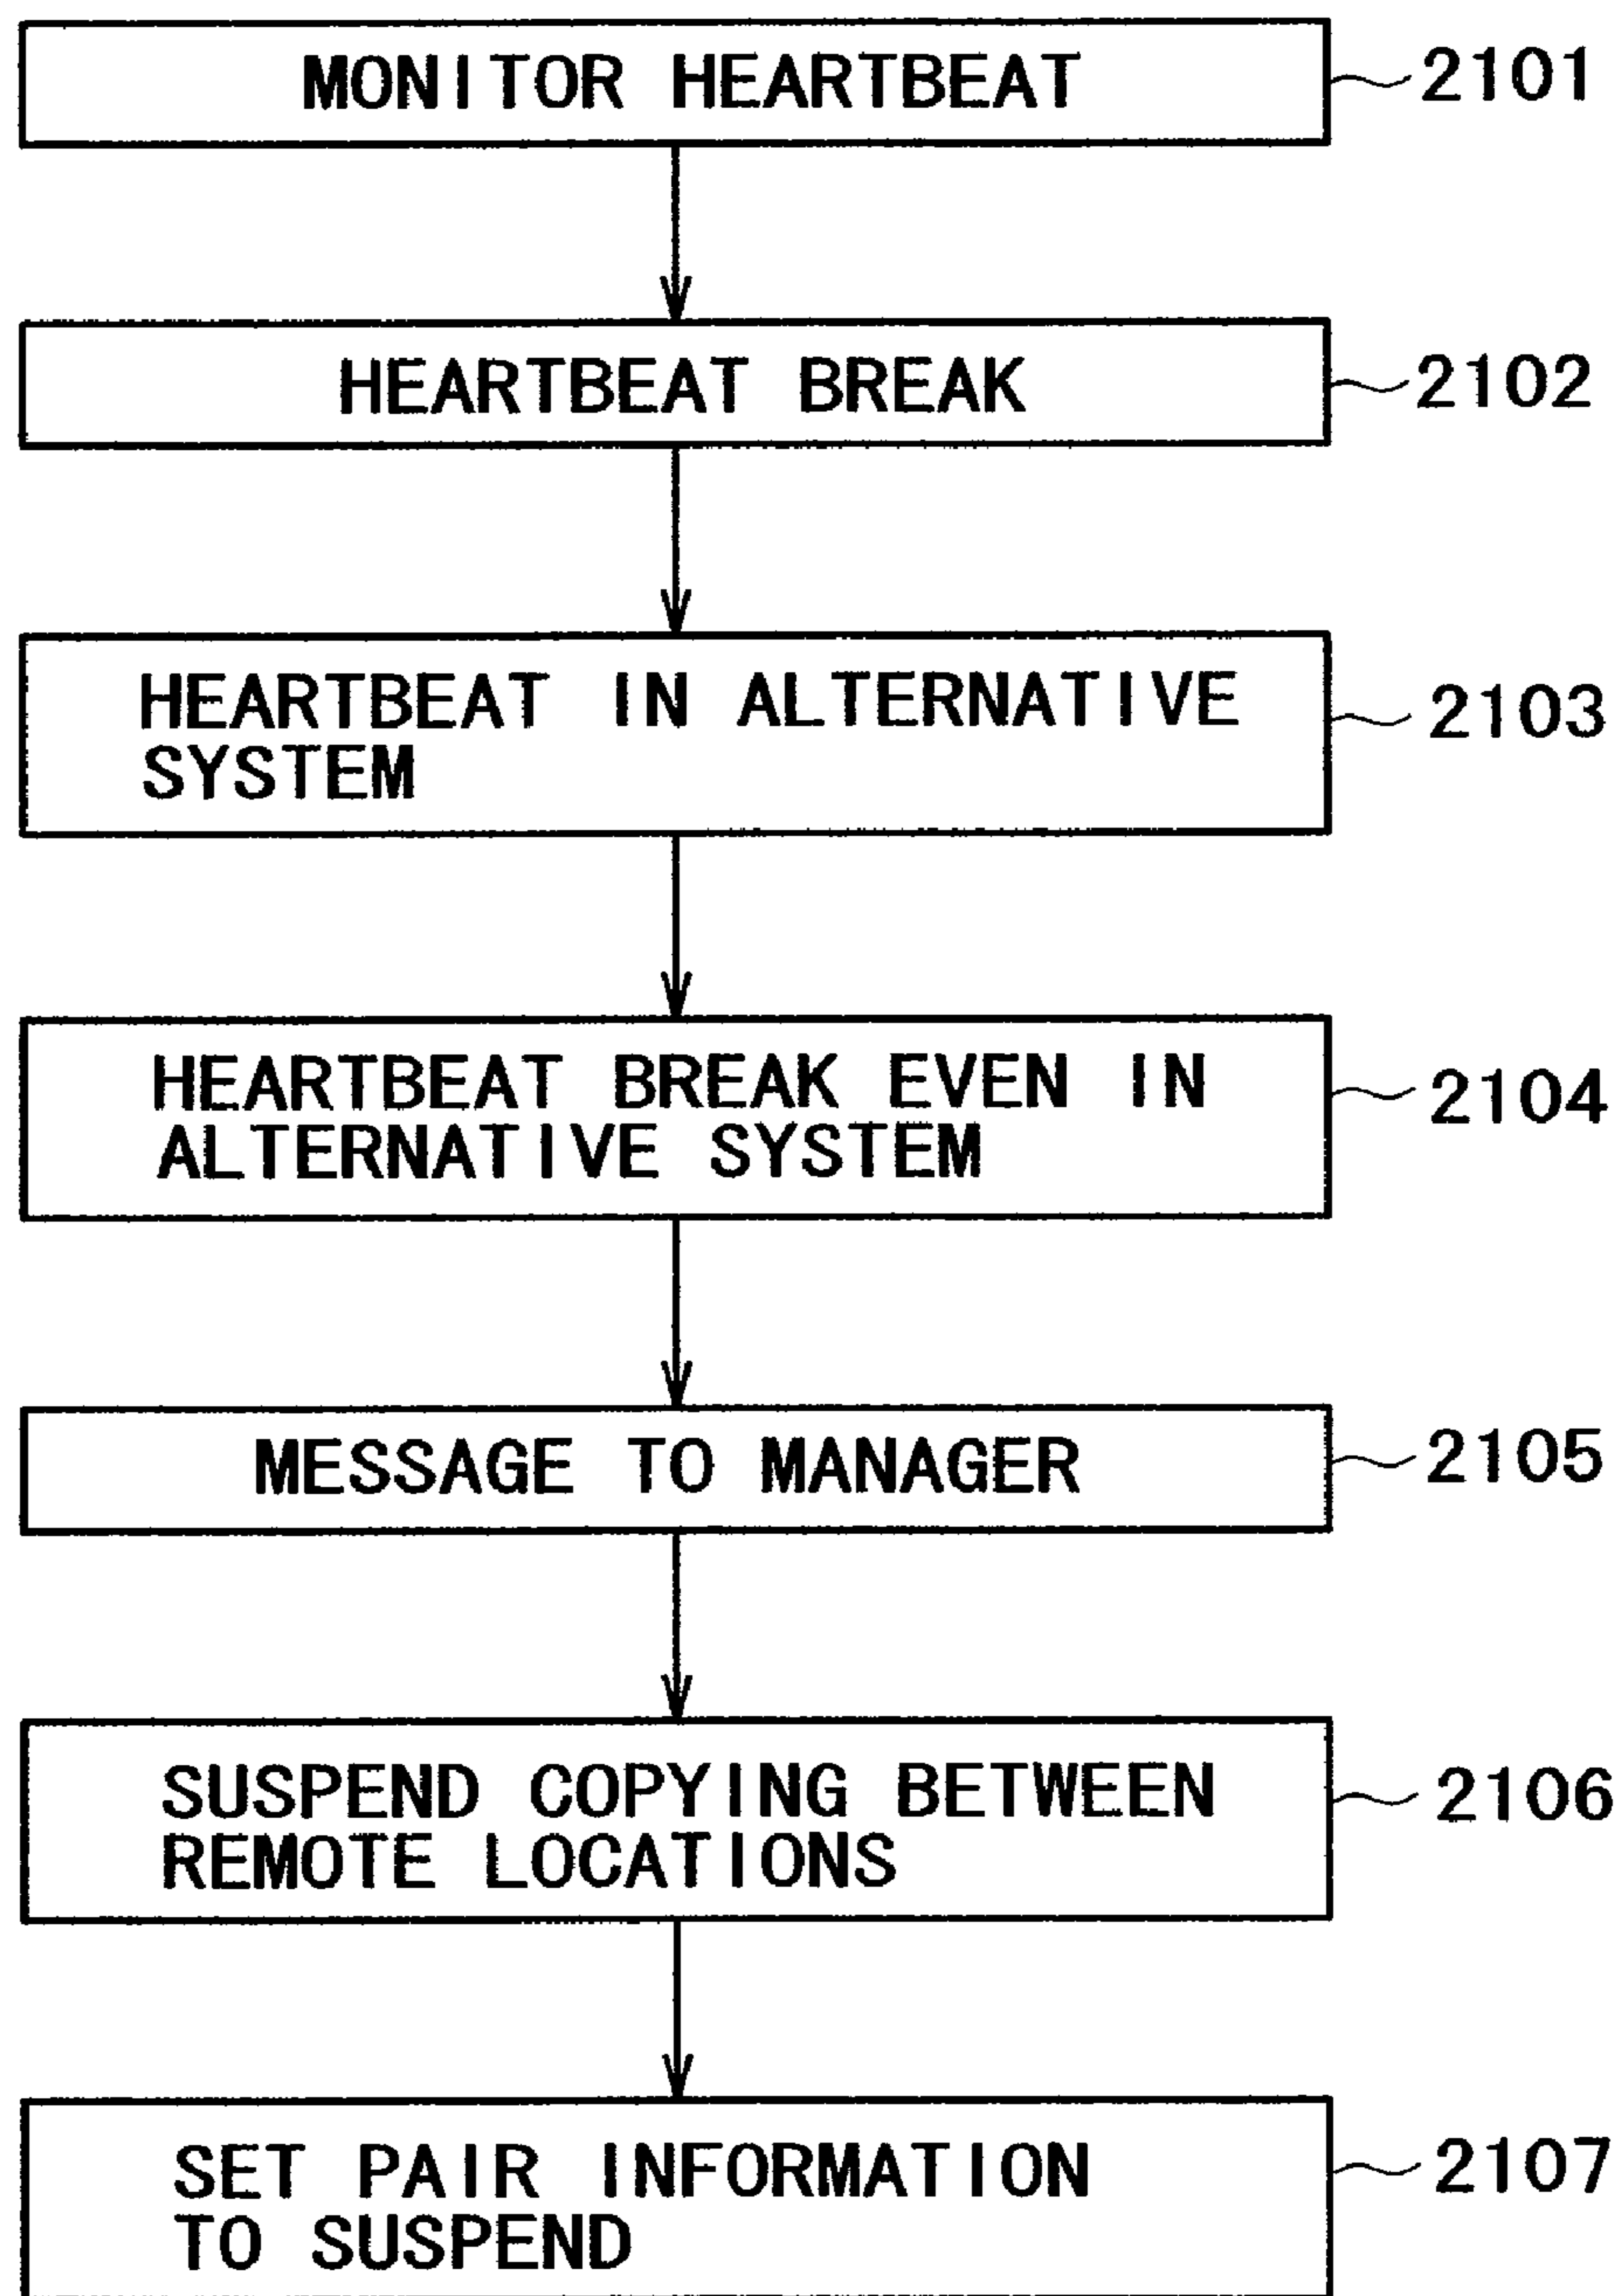 MONITOR HEARTBEAT
2101
HEARTBEAT BREAK
2102
HEARTBEAT IN ALTERNATIVE
SYSTEM
2103
HEARTBEAT BREAK EVEN IN
ALTERNATIVE SYSTEM
2104
MESSAGE TO MANAGER
2105
SUSPEND COPYING BETWEEN
REMOTE LOCATIONS
2106
SET PAIR INFORMATION
TO SUSPEND
2107